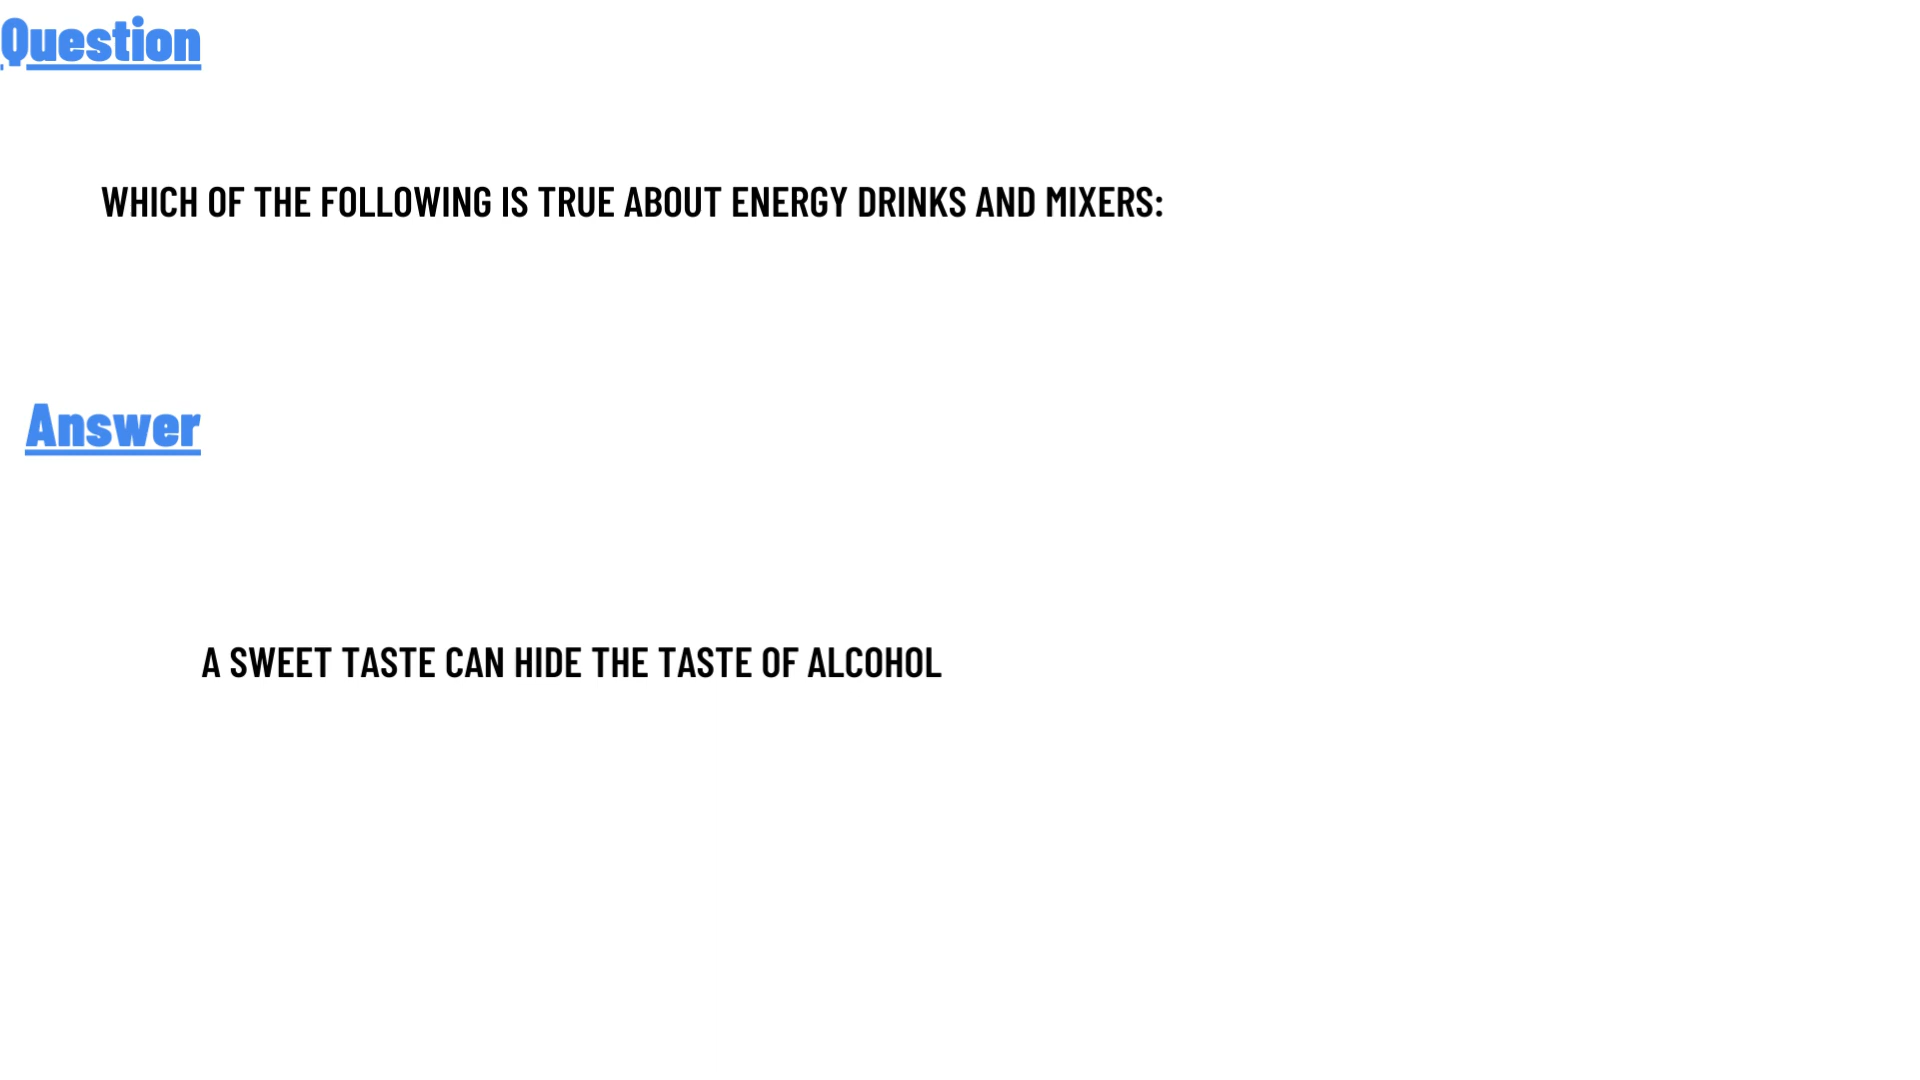 Question
WHICH OF THE FOLLOWING IS TRUE ABOUT ENERGY DRINKS AND MIXERS:
Answer
A SWEET TASTE CAN HIDE THE TASTE OF ALCOHOL